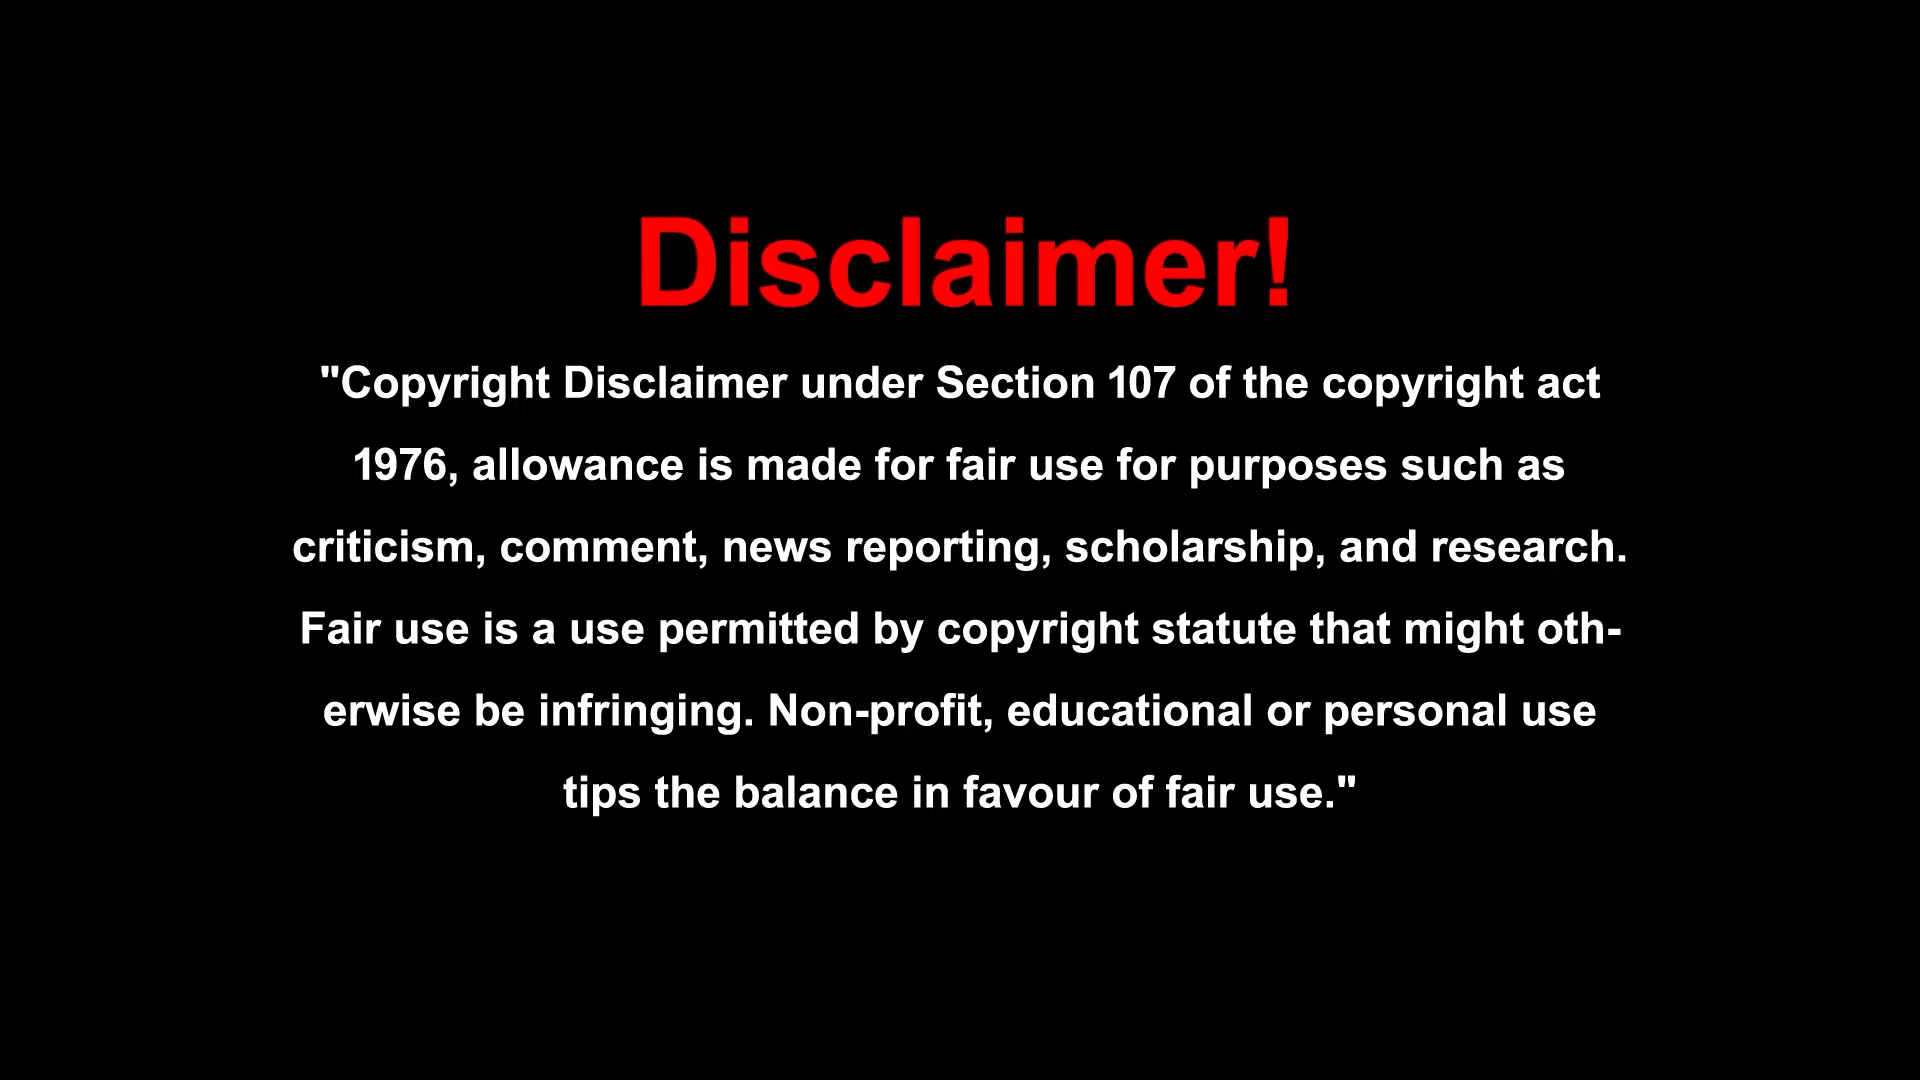 Disclaimer!
"Copyright Disclaimer under Section 107 of the copyright act
1976, allowance is made for fair use for purposes such as
criticism, comment, news reporting, scholarship, and research.
Fair use is a use permitted by copyright statute that might oth-
erwise be infringing. Non-profit, educational or personal use
tips the balance in favour of fair use."